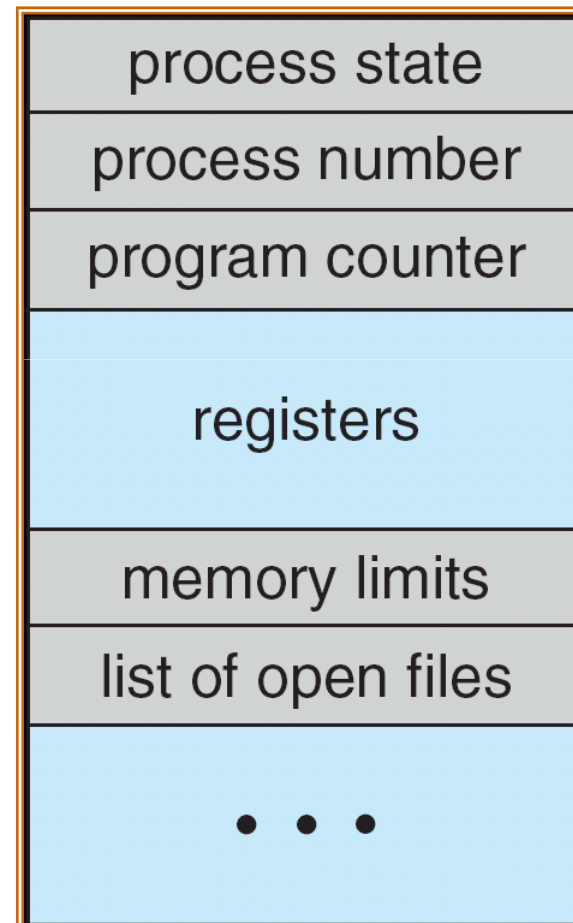 process state
process number
program counter
registers
memory limits
list of open files
• • •